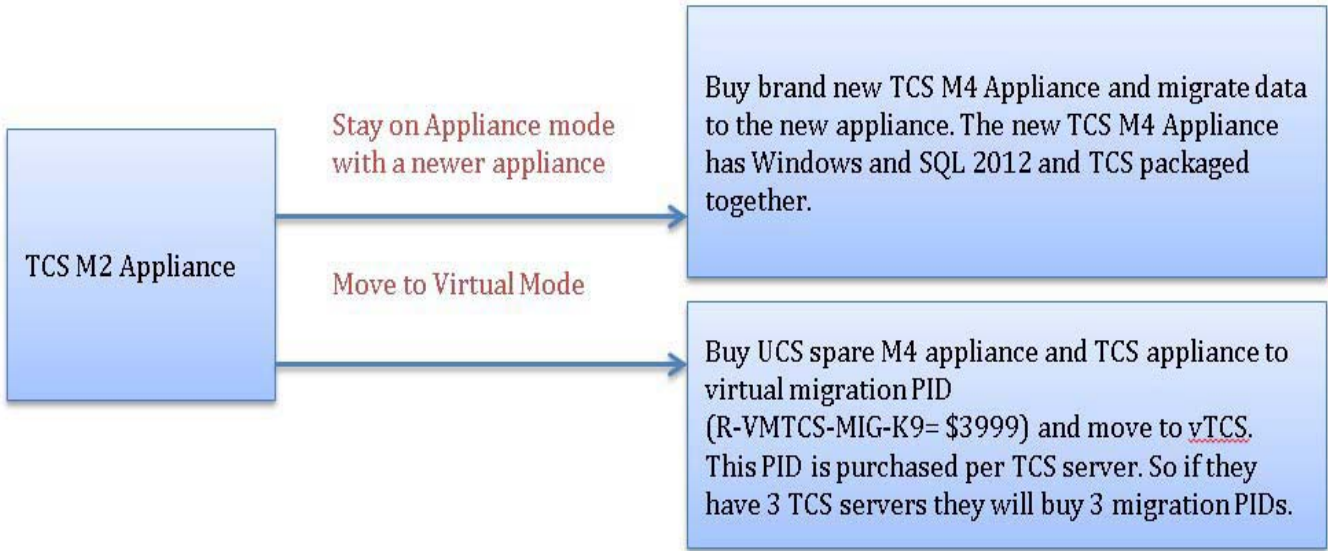 TCS M2 Appliance
Stay on Appliance mode
with a newer appliance
Move to Virtual Mode
Buy brand new TCS M4 Appliance and migrate data
to the new appliance. The new TCS M4 Appliance
has Windows and SQL 2012 and TCS packaged
together.
Buy UCS spare M4 appliance and TCS appliance to
virtual migration PID
(R-VMTCS-MIG-K9= $3999) and move to vTCS.
This PID is purchased per TCS server. So if they
have 3 TCS servers they will buy 3 migration PIDs.